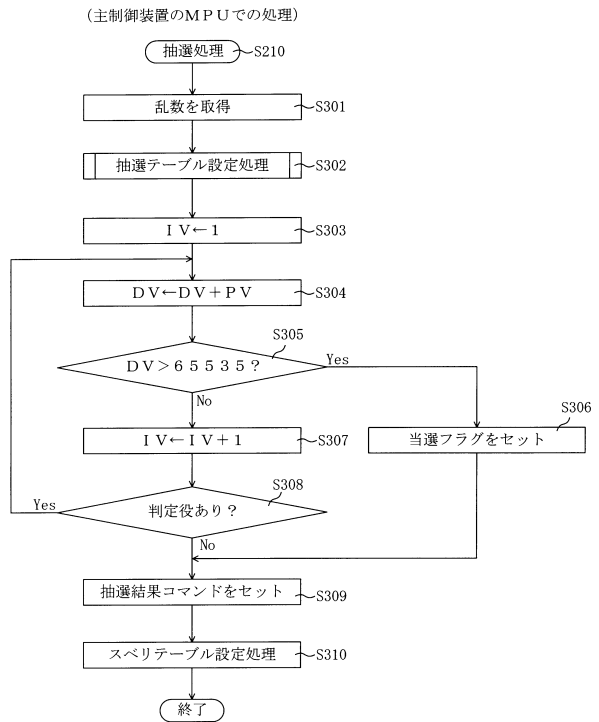 （主制御装置のＭＰＵでの処理）
抽選処理 S210
乱数を取得 S301
抽選テーブル設定処理 S302
ＩＶ←１ S303
ＤＶ←ＤＶ＋ＰＶ S304
S305
ＤＶ＞６５５３５？ Yes
No
S306
ＩＶ←ＩＶ＋１ S307
当選フラグをセット
S308
Yes 判定役あり？
No
抽選結果コマンドをセット S309
スベリテーブル設定処理 S310
終了